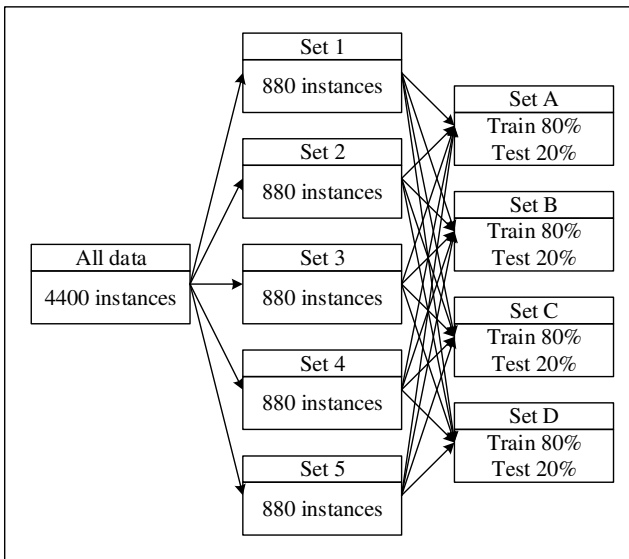 All data
4400 instances
Set 1
880 instances
Set 2
880 instances
Set 3
880 instances
Set 4
880 instances
Set 5
880 instances
Set A
Train 80%
Test 20%
Set B
Train 80%
Test 20%
Set C
Train 80%
Test 20%
Set D
Train 80%
Test 20%